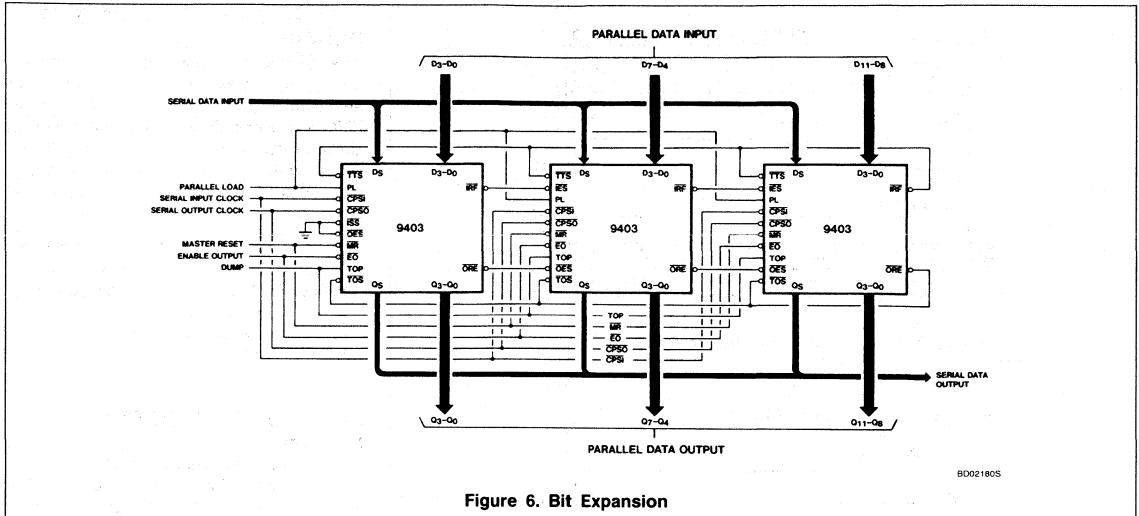 PARALLEL DATA INPUT
D3-D0 D7-D4 D11-D8
SERIAL DATA INPUT
PARALLEL LOAD
SERIAL INPUT CLOCK
SERIAL OUTPUT CLOCK
MASTER RESET
ENABLE OUTPUT
DUMP
TTS
DS D3-D0
PL
IRF
CPSI
CPSO
ISS
9403
OES
MR
EO
TOP
ORE
TOS
QS Q3-Q0
TTS
DS D3-D0
IES
IRF
PL
CPSI
CPSO
9403
MR
EO
TOP
OES
ORE
TOS
QS Q3-Q0
TTS
DS D3-D0
IES
IRF
PL
CPSI
CPSO
9403
MR
EO
TOP
OES
ORE
TOS
QS Q3-Q0
TOP
MR
EO
CPSO
CPSI
SERIAL DATA
OUTPUT
Q3-Q0 Q7-Q4 Q11-Q8
PARALLEL DATA OUTPUT
BD02180S
Figure 6. Bit Expansion